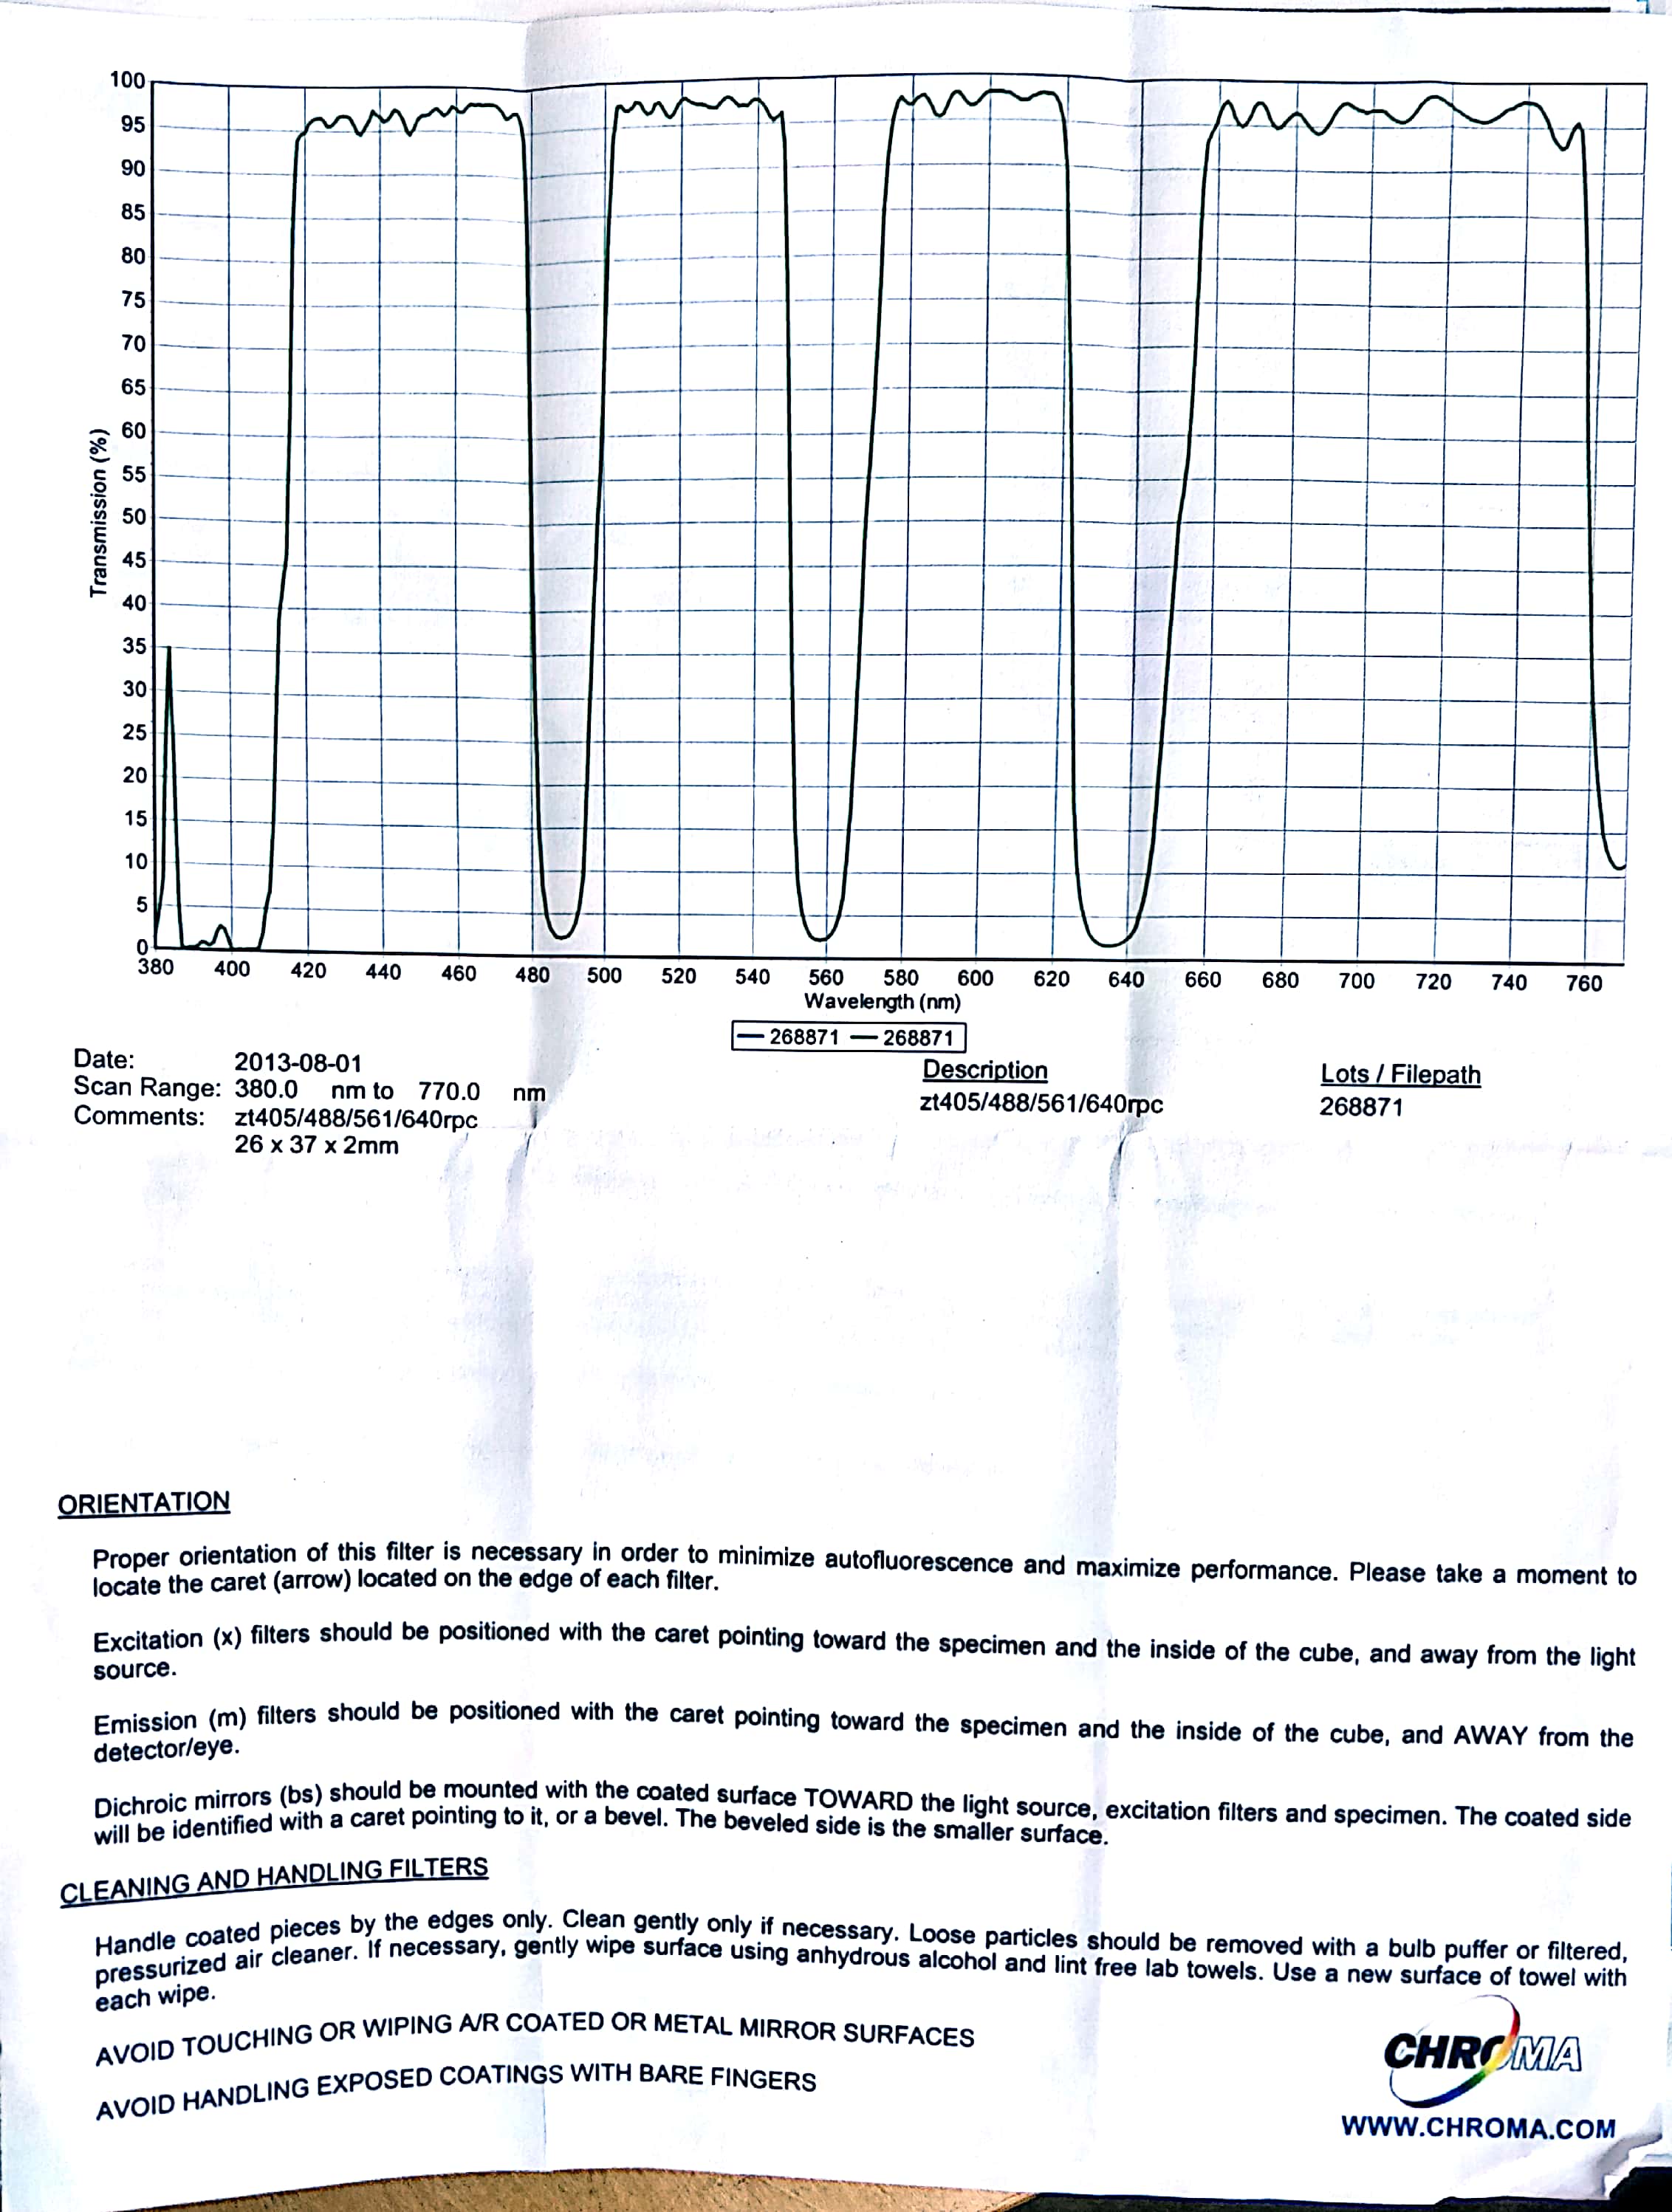 100
95
90
85
80
75
70
65
60
55
50
45
40
35
30
25
20
15
10
5
0
Transmission (%)
380 400 420 440 460 480 500 520 540 560 580 600 620 640 660 680 700 720 740 760
Wavelength (nm)
268871 268871
Date: 2013-08-01
Scan Range: 380.0 nm to 770.0 nm
Comments: zt405/488/561/640rpc
26 x 37 x 2mm
Description
zt405/488/561/640rpc
Lots / Filepath
268871
ORIENTATION
Proper orientation of this filter is necessary in order to minimize autofluorescence and maximize performance. Please take a moment to
locate the caret (arrow) located on the edge of each filter.
Excitation (x) filters should be positioned with the caret pointing toward the specimen and the inside of the cube, and away from the light
source.
Emission (m) filters should be positioned with the caret pointing toward the specimen and the inside of the cube, and AWAY from the
detector/eye.
Dichroic mirrors (bs) should be mounted with the coated surface TOWARD the light source, excitation filters and specimen. The coated side
will be identified with a caret pointing to it, or a bevel. The beveled side is the smaller surface.
CLEANING AND HANDLING FILTERS
Handle coated pieces by the edges only. Clean gently only if necessary. Loose particles should be removed with a bulb puffer or filtered,
pressurized air cleaner. If necessary, gently wipe surface using anhydrous alcohol and lint free lab towels. Use a new surface of towel with
each wipe.
AVOID TOUCHING OR WIPING A/R COATED OR METAL MIRROR SURFACES
AVOID HANDLING EXPOSED COATINGS WITH BARE FINGERS
CHROMA
WWW.CHROMA.COM